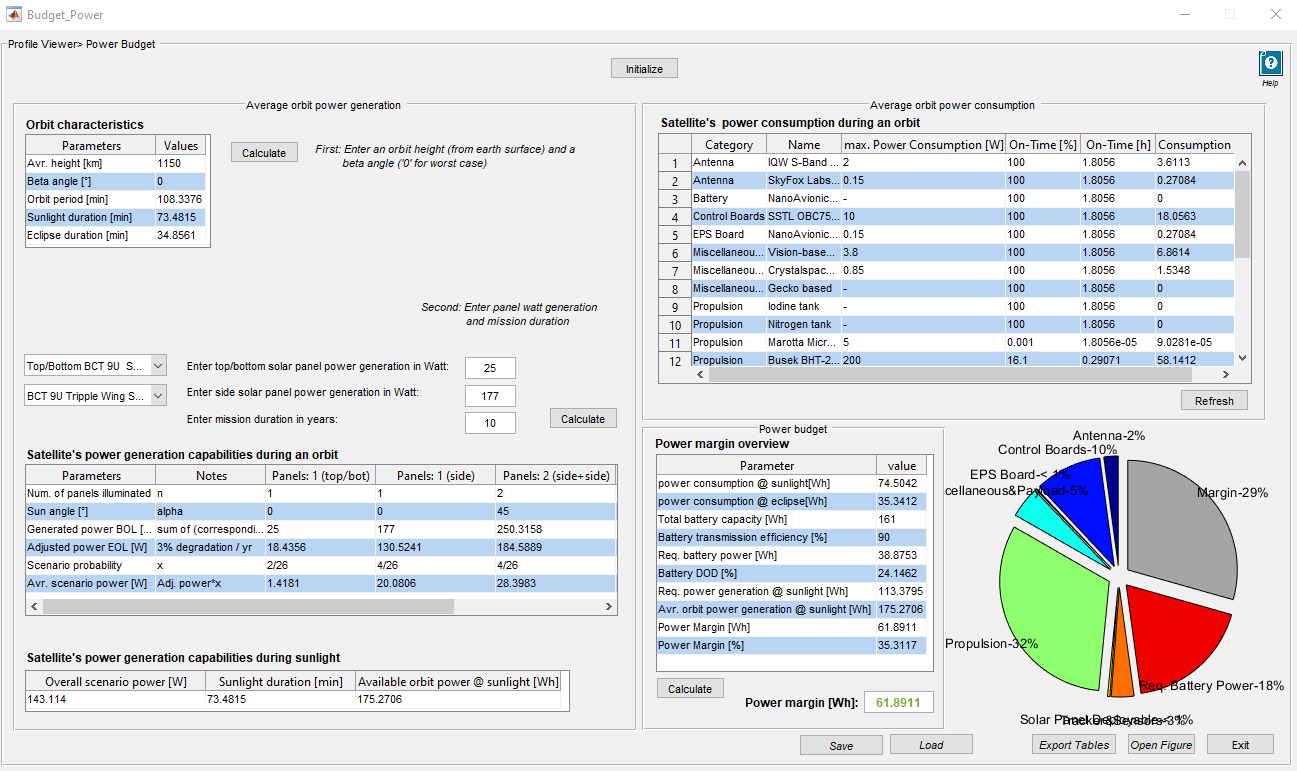 Budget_Power
Profile Viewer> Power Budget
Initialize
Help
Average orbit power generation
Orbit characteristics
Parameters Values
Avr. height [km] 1150
Beta angle [°] 0
Orbit period [min] 108.3376
Sunlight duration [min] 73.4815
Eclipse duration [min] 34.8561
Calculate
First: Enter an orbit height (from earth surface) and a
beta angle ('0' for worst case)
Second: Enter panel watt generation
and mission duration
Top/Bottom BCT 9U S...
Enter top/bottom solar panel power generation in Watt: 25
BCT 9U Tripple Wing S...
Enter side solar panel power generation in Watt: 177
Enter mission duration in years: 10
Calculate
Satellite's power generation capabilities during an orbit
Parameters Notes Panels: 1 (top/bot) Panels: 1 (side) Panels: 2 (side+side)
Num. of panels illuminated n 1 1 2
Sun angle [°] alpha 0 0 45
Generated power BOL [... sum of (correspondi... 25 177 250.3158
Adjusted power EOL [W] 3% degradation / yr 18.4356 130.5241 184.5889
Scenario probability x 2/26 4/26 4/26
Avr. scenario power [W] Adj. power*x 1.4181 20.0806 28.3983
Satellite's power generation capabilities during sunlight
Overall scenario power [W] Sunlight duration [min] Available orbit power @ sunlight [Wh]
143.114 73.4815 175.2706
Average orbit power consumption
Satellite's power consumption during an orbit
Category Name max. Power Consumption [W] On-Time [%] On-Time [h] Consumption
1 Antenna IQW S-Band ... 2 100 1.8056 3.6113
2 Antenna SkyFox Labs... 0.15 100 1.8056 0.27084
3 Battery NanoAvionic... - 100 1.8056 0
4 Control Boards SSTL OBC75... 10 100 1.8056 18.0563
5 EPS Board NanoAvionic... 0.15 100 1.8056 0.27084
6 Miscellaneou... Vision-base... 3.8 100 1.8056 6.8614
7 Miscellaneou... Crystalspac... 0.85 100 1.8056 1.5348
8 Miscellaneou... Gecko based - 100 1.8056 0
9 Propulsion Iodine tank - 100 1.8056 0
10 Propulsion Nitrogen tank - 100 1.8056 0
11 Propulsion Marotta Micr... 5 0.001 1.8056e-05 9.0281e-05
12 Propulsion Busek BHT-2... 200 16.1 0.29071 58.1412
Refresh
Power budget
Power margin overview
Parameter value
power consumption @ sunlight[Wh] 74.5042
power consumption @ eclipse[Wh] 35.3412
Total battery capacity [Wh] 161
Battery transmission efficiency [%] 90
Req. battery power [Wh] 38.8753
Battery DOD [%] 24.1462
Req. power generation @ sunlight [Wh] 113.3795
Avr. orbit power generation @ sunlight [Wh] 175.2706
Power Margin [Wh] 61.8911
Power Margin [%] 35.3117
Calculate
Power margin [Wh]: 61.8911
Antenna-2%
Control Boards-10%
EPS Board-< 1%
cellaneous&Payload-5%
Margin-29%
Propulsion-32%
Req. Battery Power-18%
Solar Panel Deployable-< 1%
Tracker&Sensors-3%
Save
Load
Export Tables
Open Figure
Exit